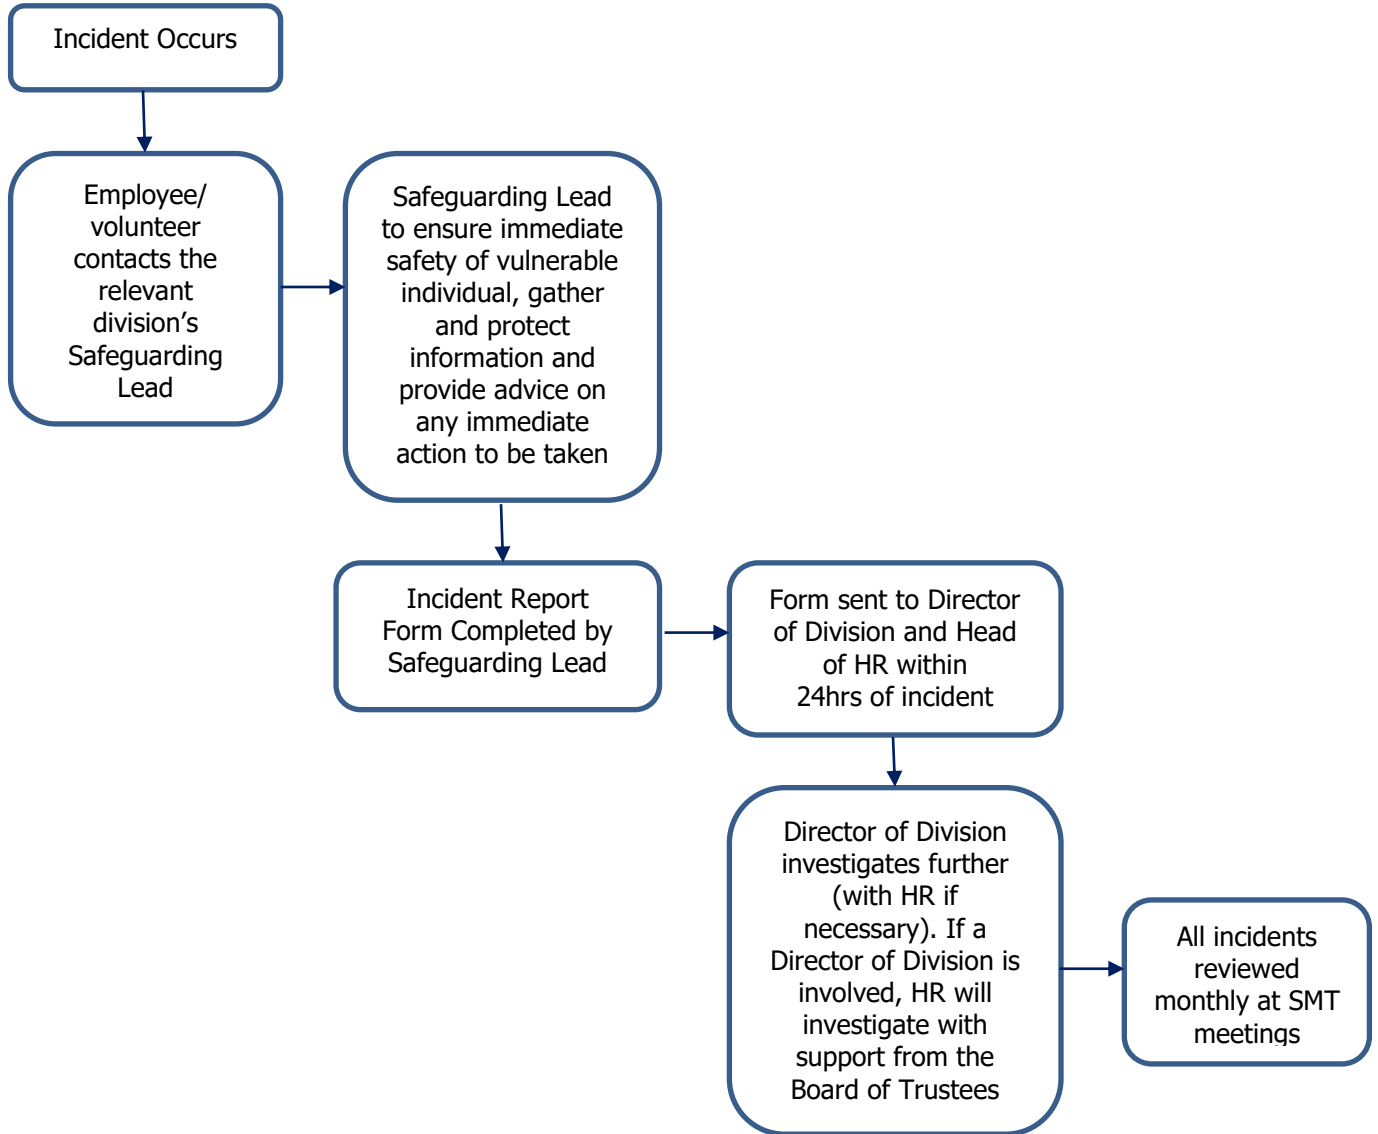 Incident Occurs
Employee/
volunteer
contacts the
relevant
division’s
Safeguarding
Lead
Safeguarding Lead
to ensure immediate
safety of vulnerable
individual, gather
and protect
information and
provide advice on
any immediate
action to be taken
Incident Report
Form Completed by
Safeguarding Lead
Form sent to Director
of Division and Head
of HR within
24hrs of incident
Director of Division
investigates further
(with HR if
necessary). If a
Director of Division is
involved, HR will
investigate with
support from the
Board of Trustees
All incidents
reviewed
monthly at SMT
meetings